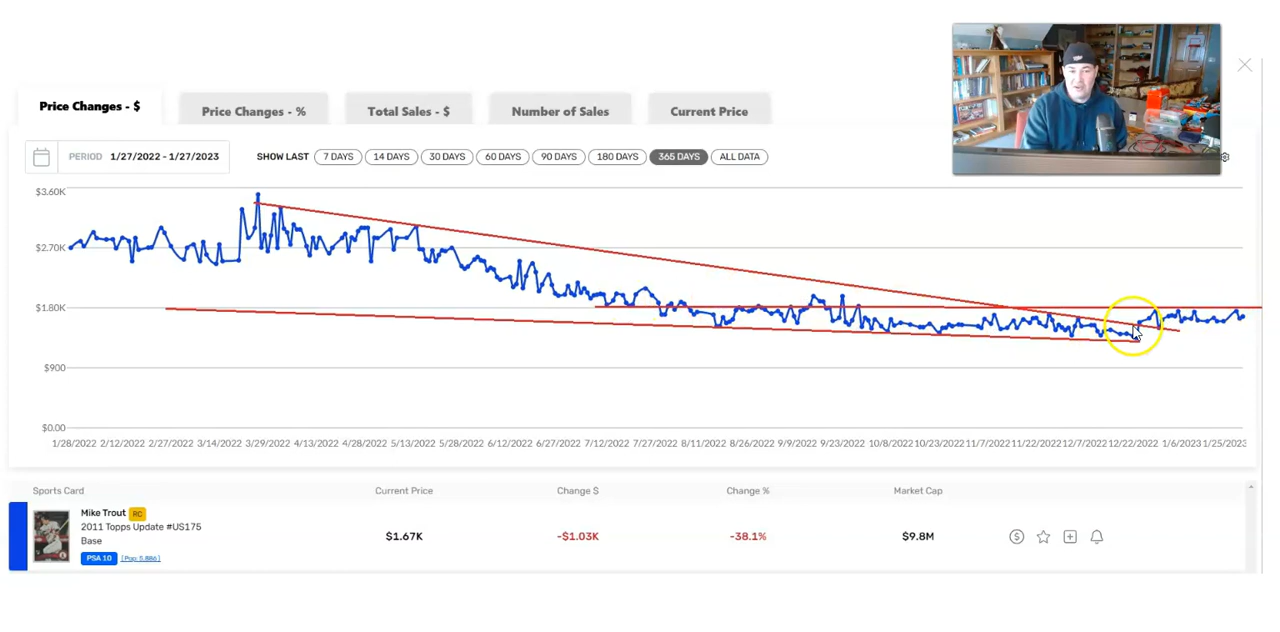 Price Changes - $
Price Changes - %
Total Sales - $
Number of Sales
Current Price
PERIOD 1/27/2022 - 1/27/2023
SHOW LAST 7 DAYS 14 DAYS 30 DAYS 60 DAYS 90 DAYS 180 DAYS 365 DAYS ALL DATA
$3.60K
$2.70K
$1.80K
$900
$0.00
1/28/2022 2/12/2022 2/27/2022 3/14/2022 3/29/2022 4/13/2022 4/28/2022 5/13/2022 5/28/2022 6/12/2022 6/27/2022 7/12/2022 7/27/2022 8/11/2022 8/26/2022 9/9/2022 9/23/2022 10/8/2022 10/23/2022 11/7/2022 11/22/2022 12/7/2022 12/22/2022 1/6/2023 1/25/2023
Sports Card Current Price Change $ Change % Market Cap
Mike Trout RC
2011 Topps Update #US175
Base
PSA 10 [Pop: 5,886]
$1.67K -$1.03K -38.1% $9.8M